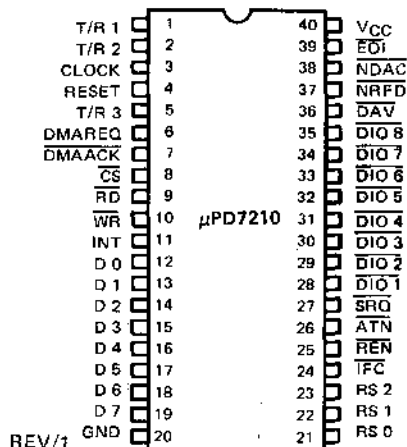 T/R 1 1 40 VCC
T/R 2 2 39 EOI
CLOCK 3 38 NDAC
RESET 4 37 NRFD
T/R 3 5 36 DAV
DMAREQ 6 35 DIO 8
DMAACK 7 34 DIO 7
CS 8 33 DIO 6
RD 9 32 DIO 5
WR 10 μPD7210 31 DIO 4
INT 11 30 DIO 3
D 0 12 29 DIO 2
D 1 13 28 DIO 1
D 2 14 27 SRQ
D 3 15 26 ATN
D 4 16 25 REN
D 5 17 24 IFC
D 6 18 23 RS 2
D 7 19 22 RS 1
GND 20 21 RS 0
REV/1